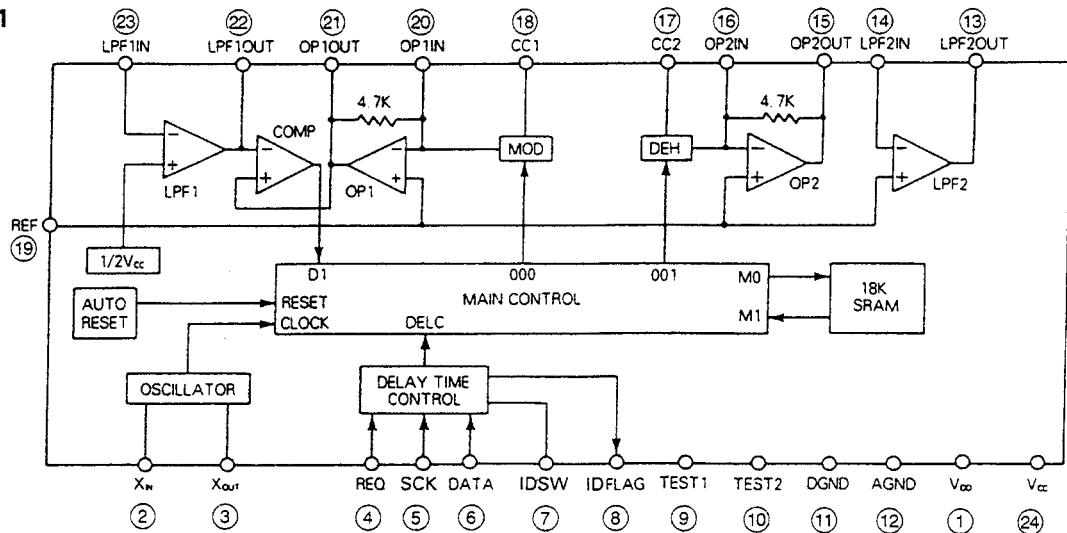 1
23 22 21 20 18 17 16 15 14 13
LPF1IN LPF1OUT OP1OUT OP1IN CC1 CC2 OP2IN OP2OUT LPF2IN LPF2OUT
4.7K 4.7K
COMP
MOD DEH
LPF1 OP1 OP2 LPF2
REF
19
1/2Vcc
D1 000 001 M0
MAIN CONTROL
AUTO RESET
RESET
CLOCK DELC M1
18K SRAM
OSCILLATOR
DELAY TIME CONTROL
XIN XOUT REQ SCK DATA IDSW IDFLAG TEST1 TEST2 DGND AGND VDD VCC
2 3 4 5 6 7 8 9 10 11 12 1 24